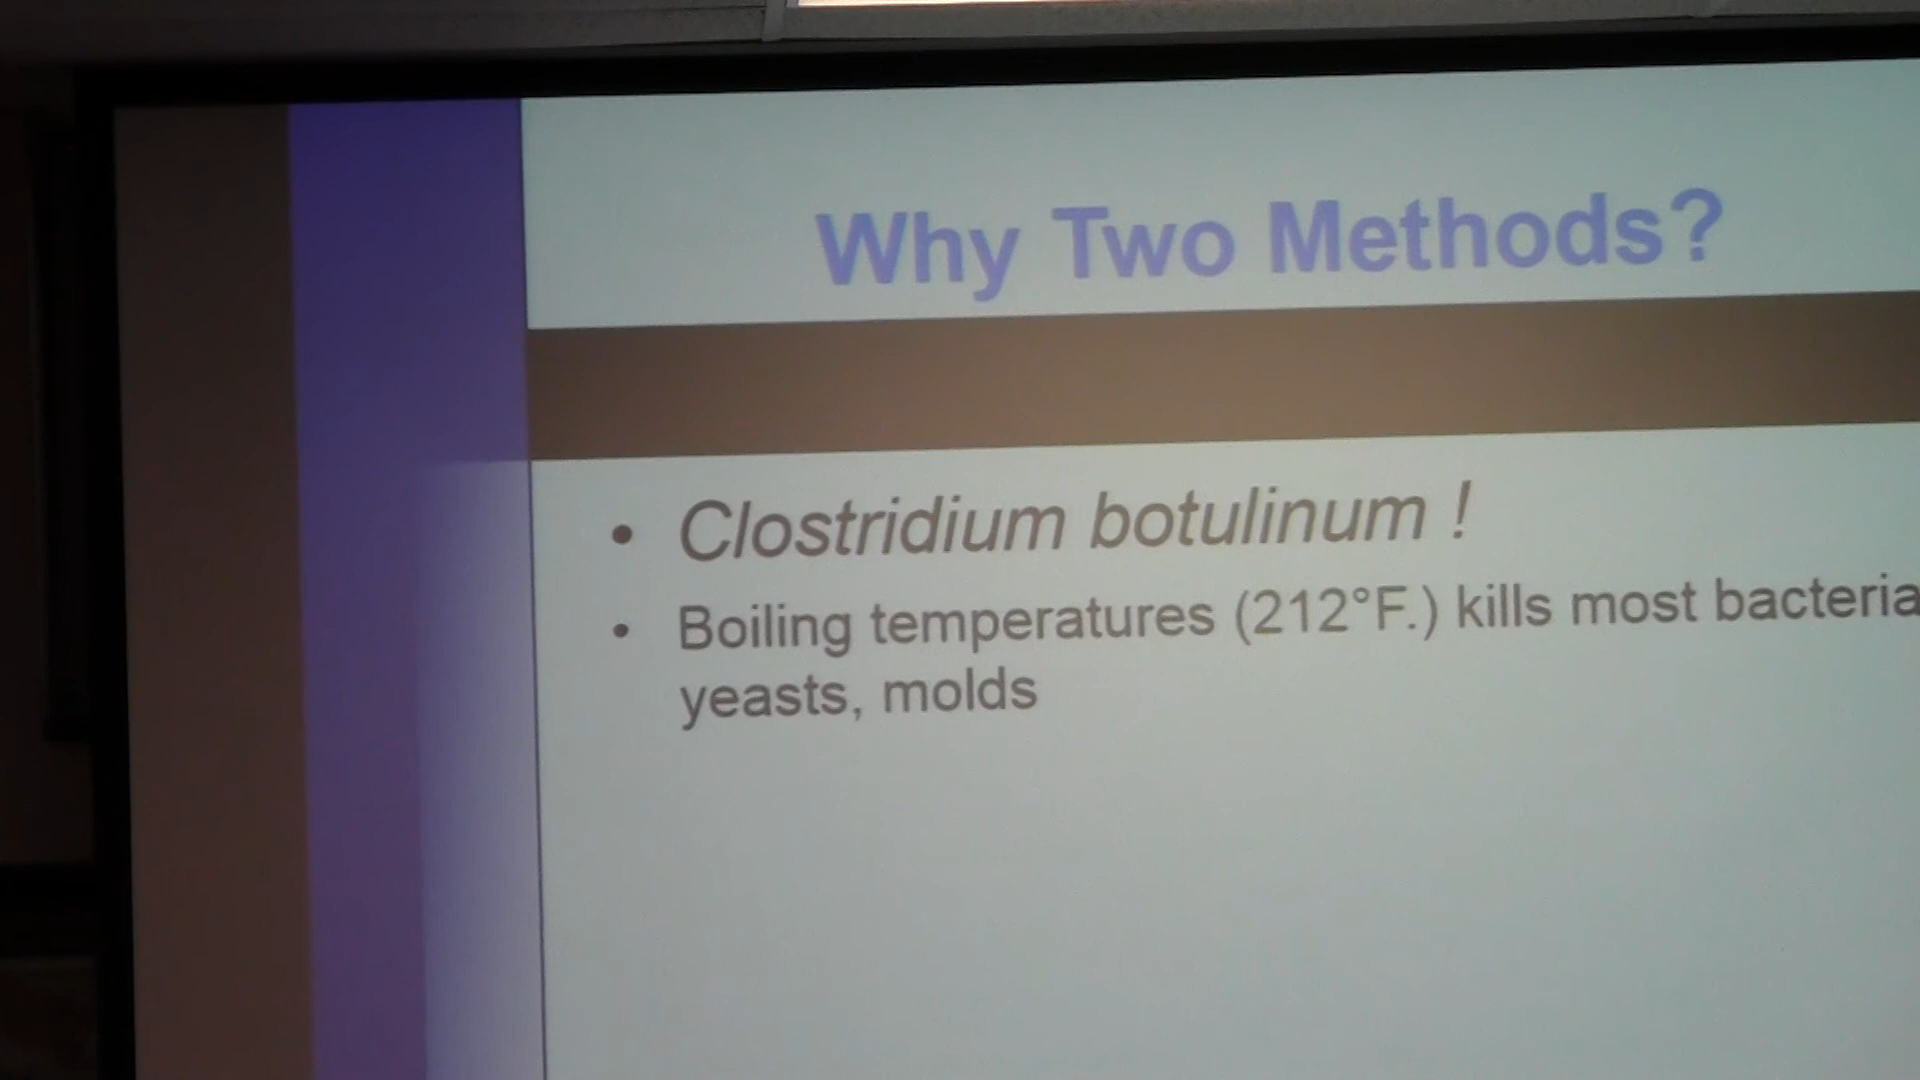 Why Two Methods?
• Clostridium botulinum !
• Boiling temperatures (212°F.) kills most bacteria
yeasts, molds